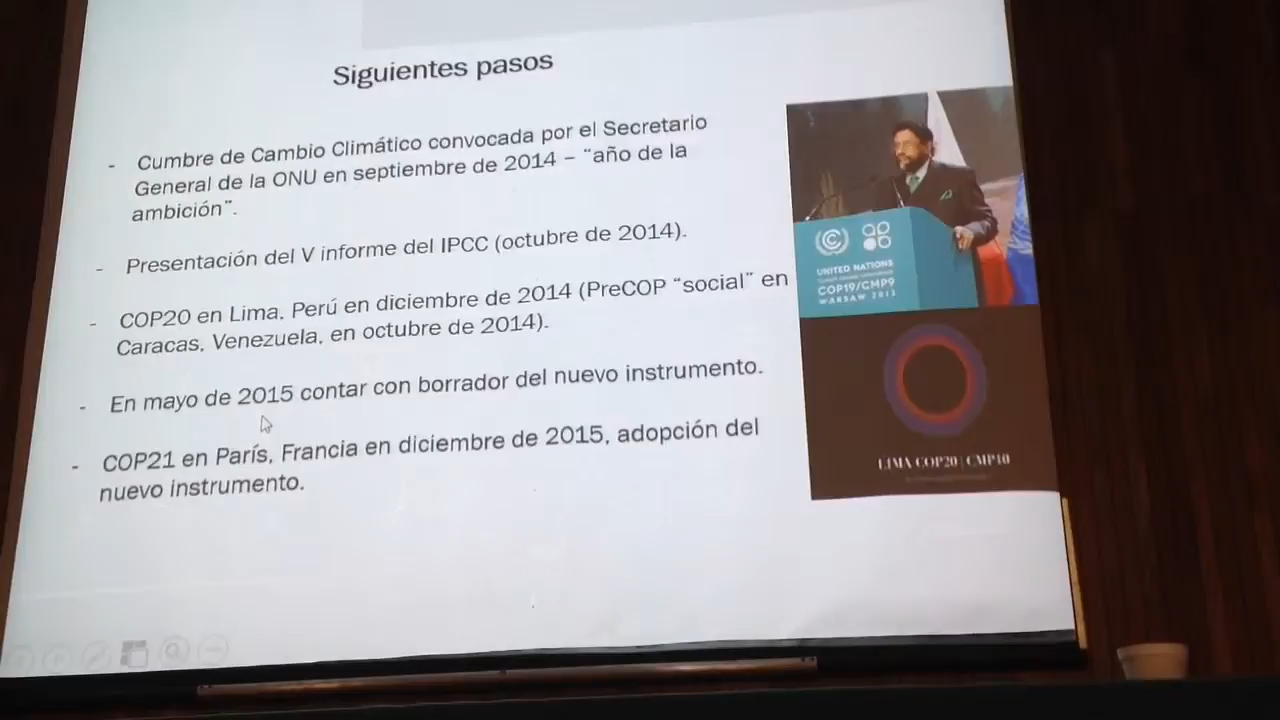 Siguientes pasos
- Cumbre de Cambio Climático convocada por el Secretario
General de la ONU en septiembre de 2014 – “año de la
ambición”.
- Presentación del V informe del IPCC (octubre de 2014).
- COP20 en Lima, Perú en diciembre de 2014 (PreCOP “social” en
Caracas, Venezuela, en octubre de 2014).
- En mayo de 2015 contar con borrador del nuevo instrumento.
- COP21 en París, Francia en diciembre de 2015, adopción del
nuevo instrumento.
UNITED NATIONS
COP19/CMP9
WARSAW 2013
LIMA COP20 | CMP10